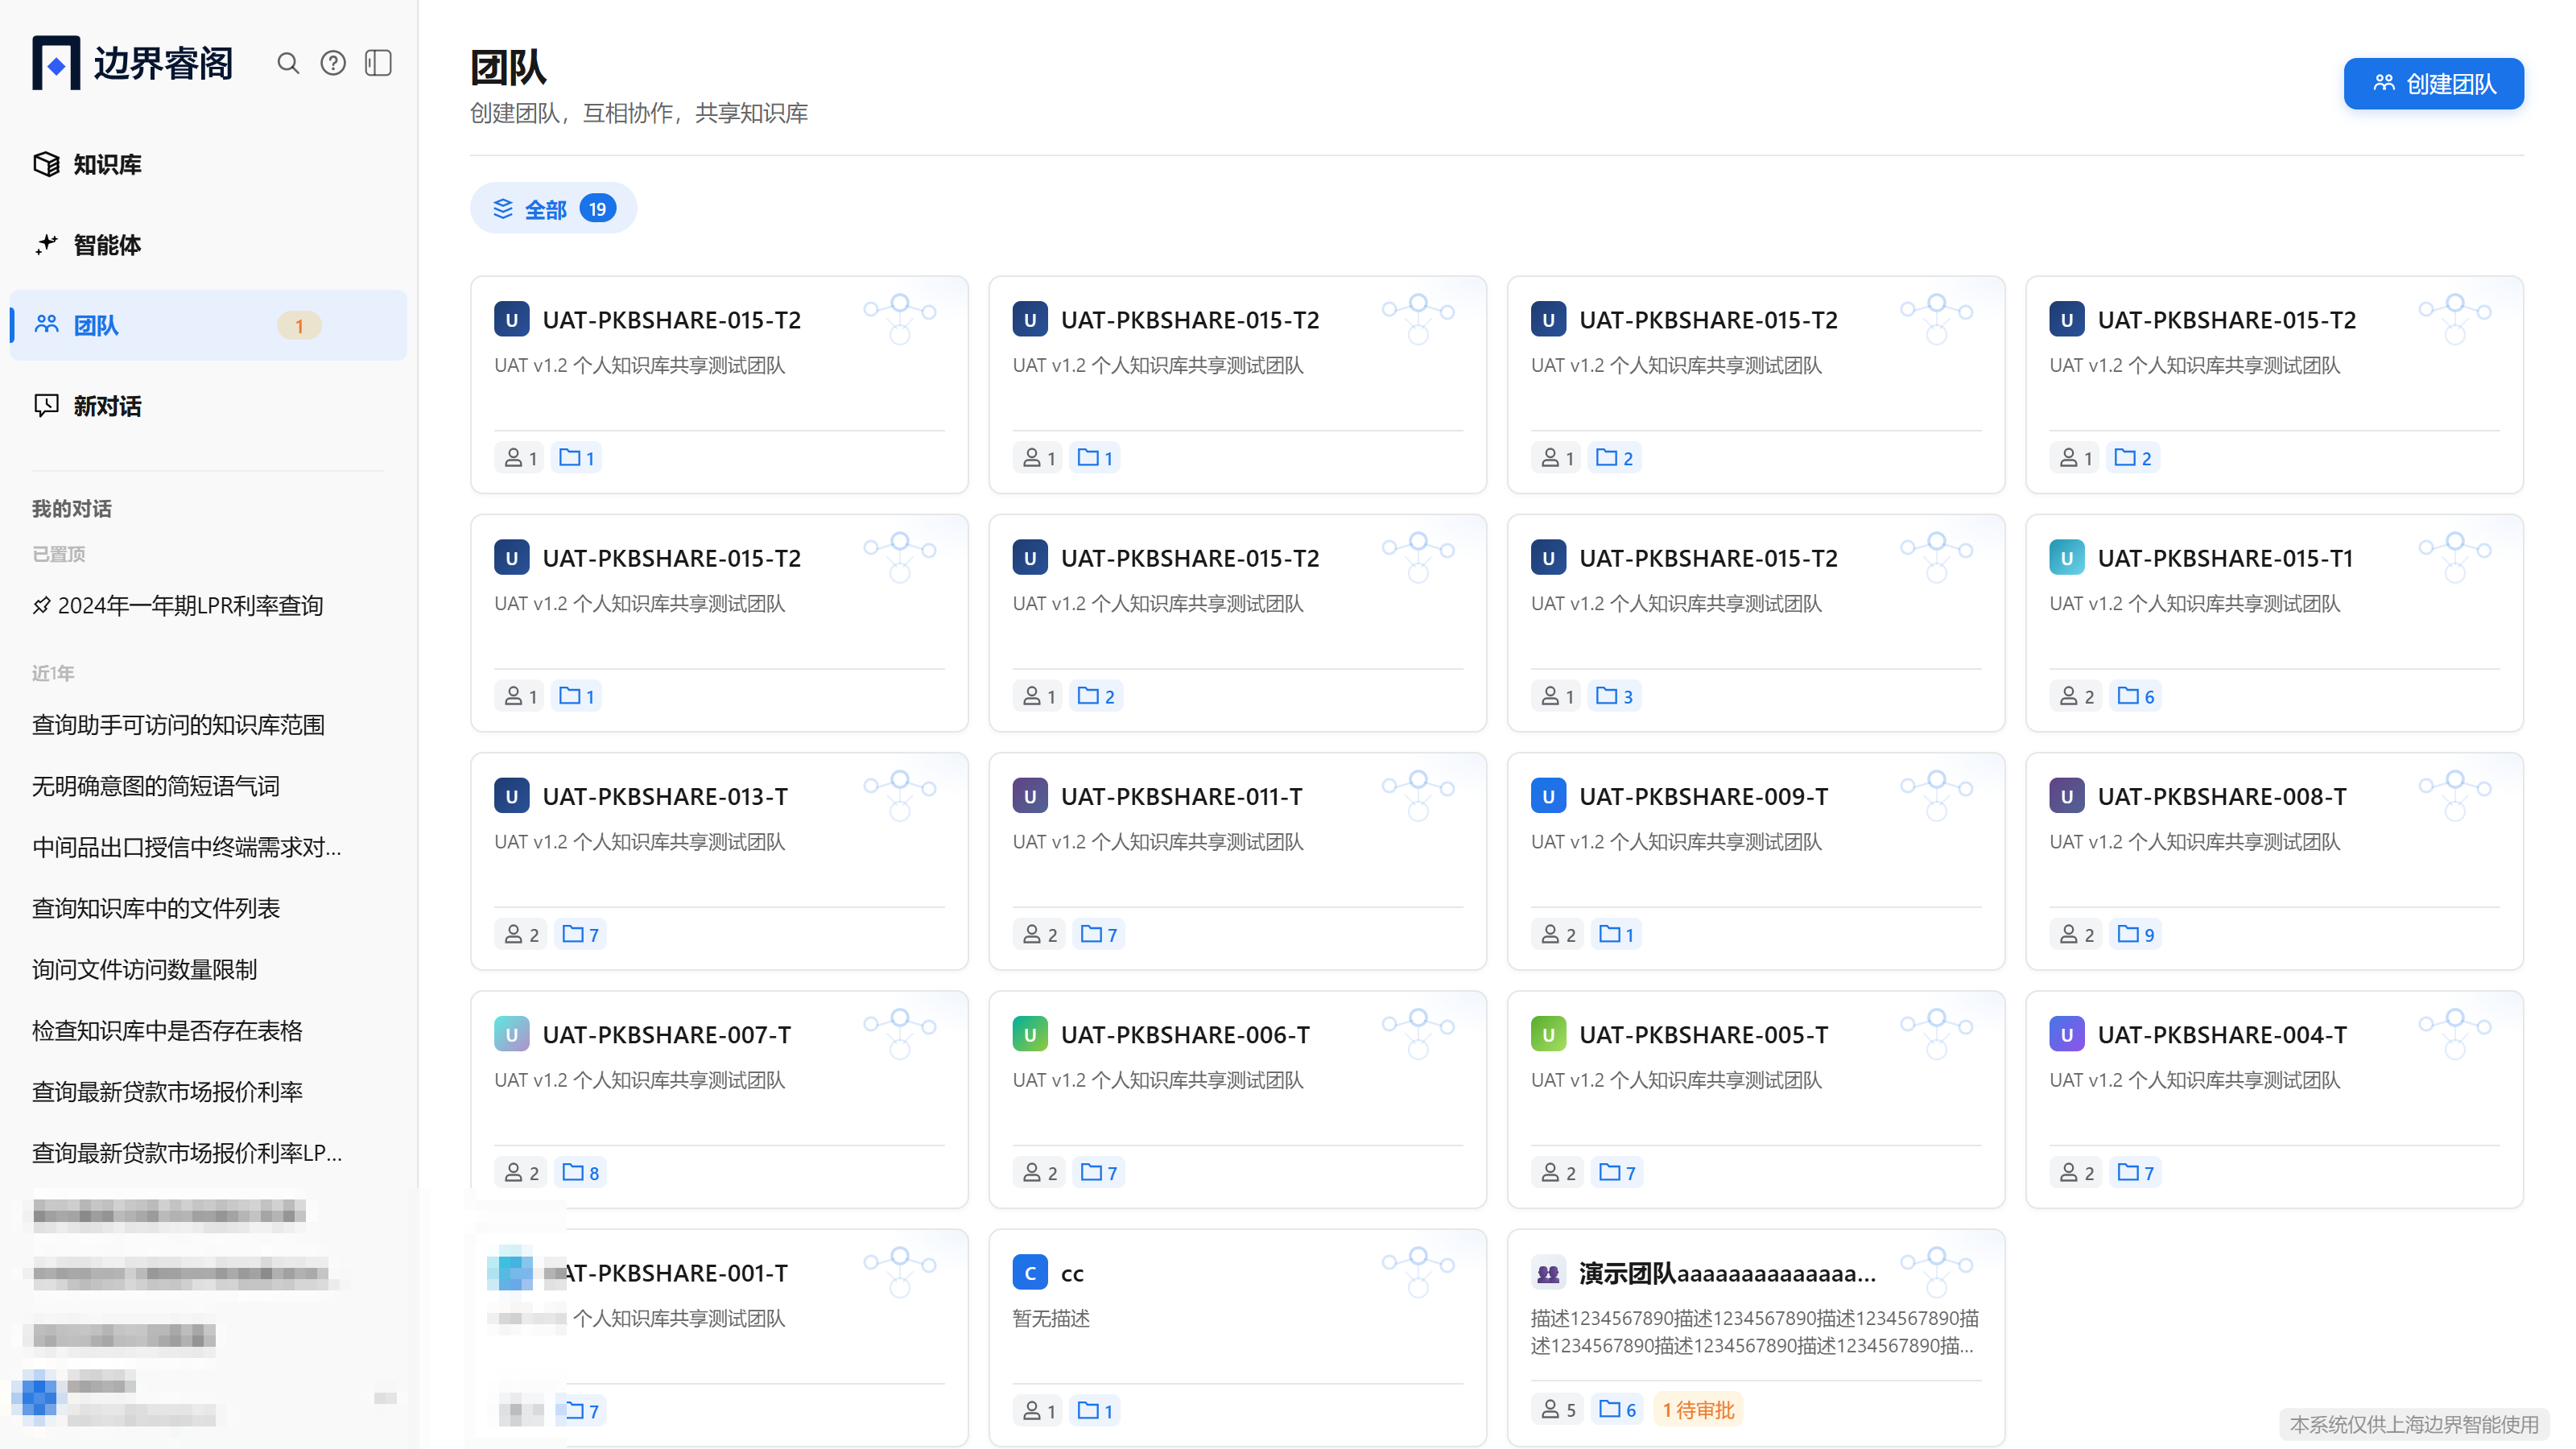 边界睿阁
知识库
智能体
团队
1
新对话
我的对话
已置顶
2024年一年期LPR利率查询
近1年
查询助手可访问的知识库范围
无明确意图的简短语气词
中间品出口授信中终端需求对...
查询知识库中的文件列表
询问文件访问数量限制
检查知识库中是否存在表格
查询最新贷款市场报价利率
查询最新贷款市场报价利率LP...
团队
创建团队，互相协作，共享知识库
创建团队
全部 19
U UAT-PKBSHARE-015-T2
UAT v1.2 个人知识库共享测试团队
1 1
U UAT-PKBSHARE-015-T2
UAT v1.2 个人知识库共享测试团队
1 1
U UAT-PKBSHARE-015-T2
UAT v1.2 个人知识库共享测试团队
1 2
U UAT-PKBSHARE-015-T2
UAT v1.2 个人知识库共享测试团队
1 2
U UAT-PKBSHARE-015-T2
UAT v1.2 个人知识库共享测试团队
1 1
U UAT-PKBSHARE-015-T2
UAT v1.2 个人知识库共享测试团队
1 2
U UAT-PKBSHARE-015-T2
UAT v1.2 个人知识库共享测试团队
1 3
U UAT-PKBSHARE-015-T1
UAT v1.2 个人知识库共享测试团队
2 6
U UAT-PKBSHARE-013-T
UAT v1.2 个人知识库共享测试团队
2 7
U UAT-PKBSHARE-011-T
UAT v1.2 个人知识库共享测试团队
2 7
U UAT-PKBSHARE-009-T
UAT v1.2 个人知识库共享测试团队
2 1
U UAT-PKBSHARE-008-T
UAT v1.2 个人知识库共享测试团队
2 9
U UAT-PKBSHARE-007-T
UAT v1.2 个人知识库共享测试团队
2 8
U UAT-PKBSHARE-006-T
UAT v1.2 个人知识库共享测试团队
2 7
U UAT-PKBSHARE-005-T
UAT v1.2 个人知识库共享测试团队
2 7
U UAT-PKBSHARE-004-T
UAT v1.2 个人知识库共享测试团队
2 7
AT-PKBSHARE-001-T
个人知识库共享测试团队
7
C cc
暂无描述
1 1
演示团队aaaaaaaaaaaaaa...
描述1234567890描述1234567890描述1234567890描
述1234567890描述1234567890描述1234567890描...
5 6 1 待审批
本系统仅供上海边界智能使用